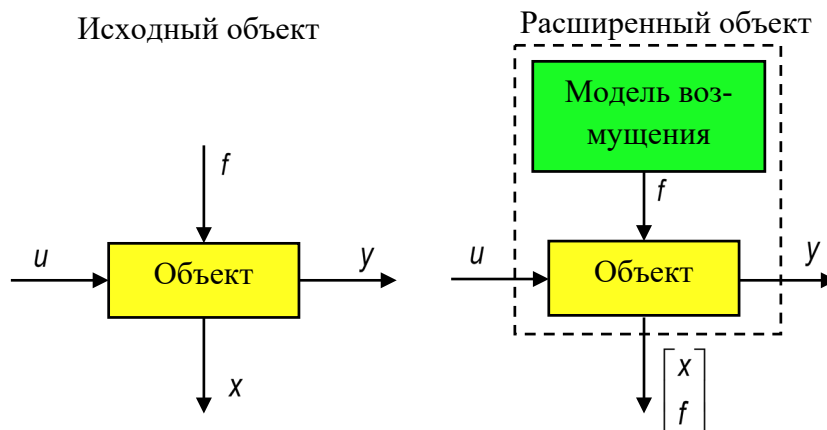 Исходный объект
f
u
Объект
y
x
Расширенный объект
Модель воз-
мущения
f
u
Объект
y
x
f